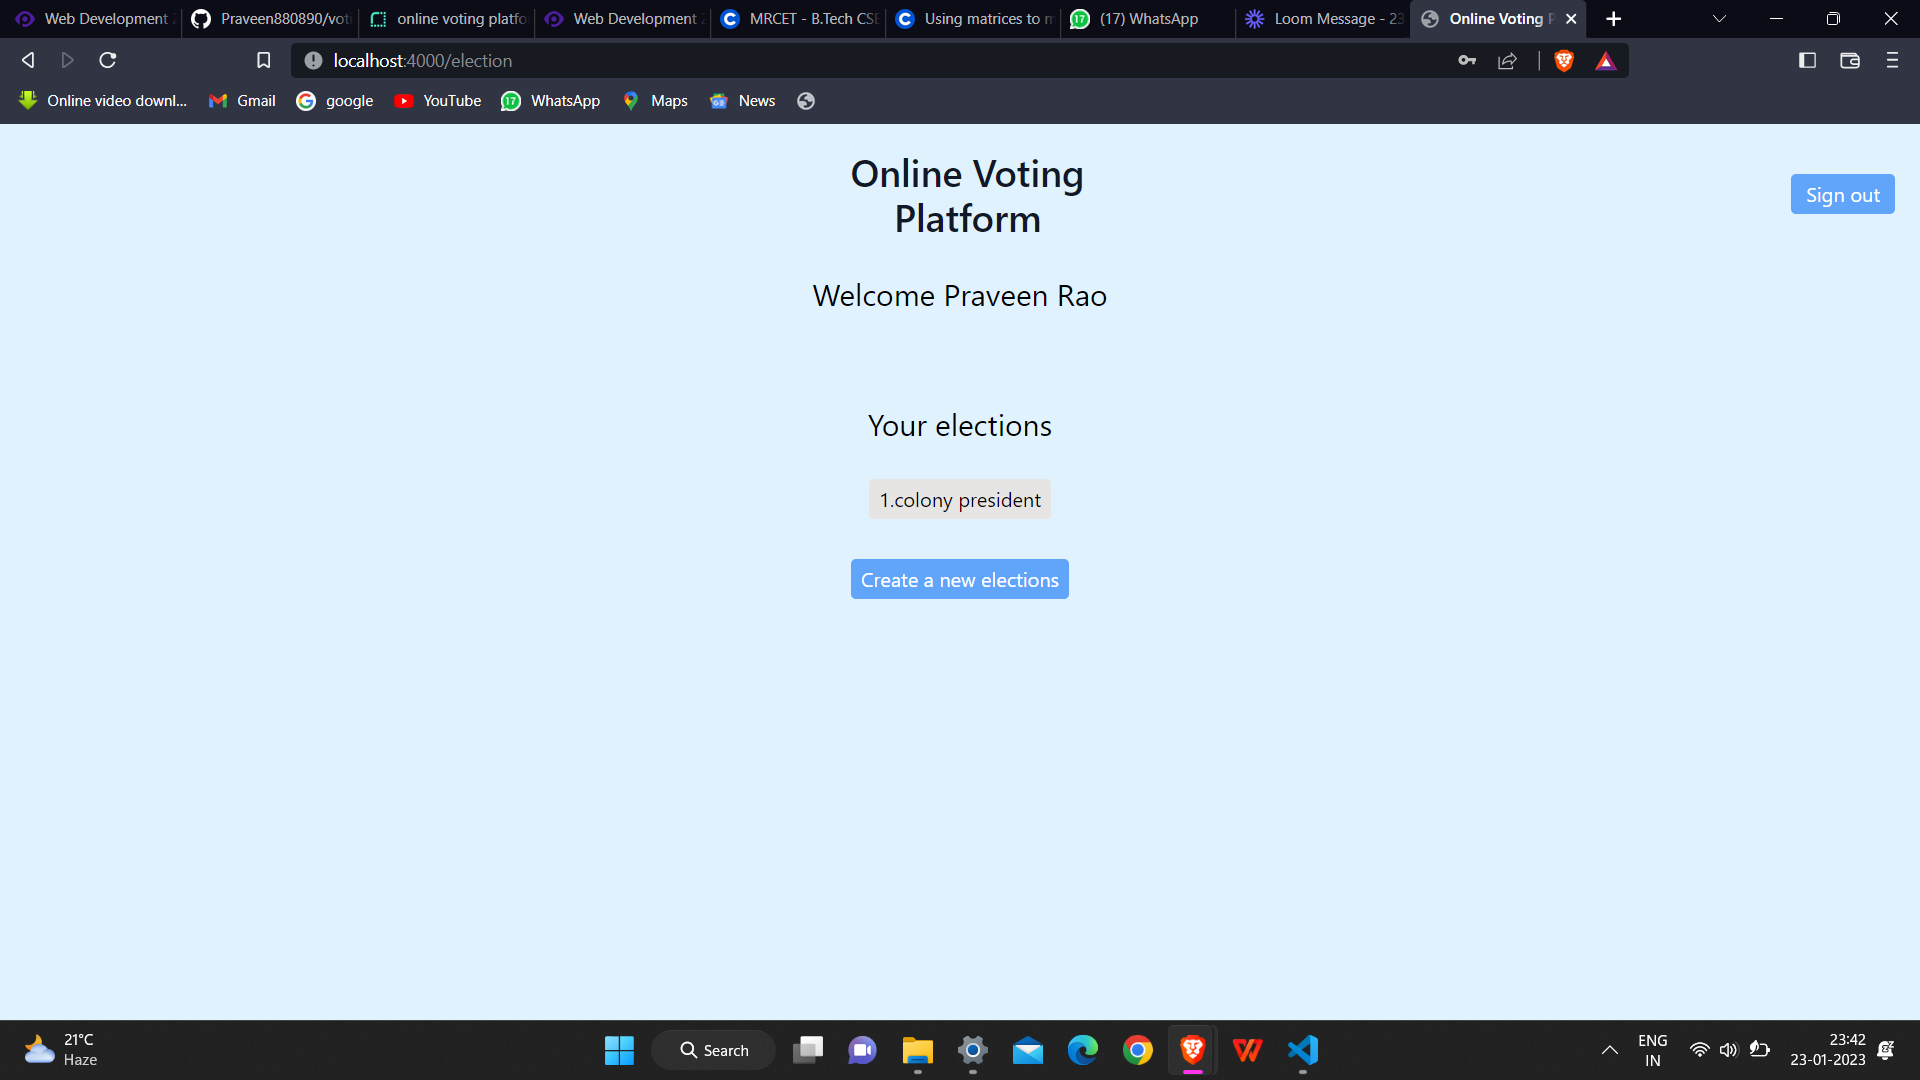 Web Development
Praveen880890/voti
online voting platfo
Web Development
MRCET - B.Tech CSE
Using matrices to m
17
(17) WhatsApp
Loom Message - 23
Online Voting P
localhost:4000/election
Online video downl...
Gmail
google
YouTube
17
WhatsApp
Maps
News
Online Voting
Platform
Sign out
Welcome Praveen Rao
Your elections
1.colony president
Create a new elections
21°C
Haze
Search
ENG
IN
23:42
23-01-2023